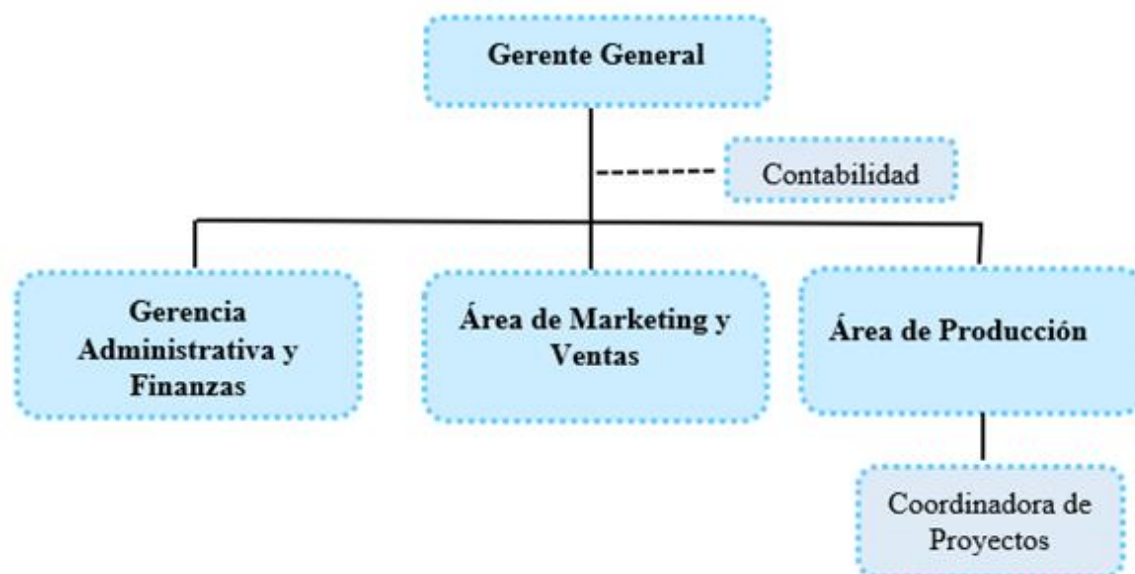 Gerente General
Contabilidad
Gerencia
Administrativa y
Finanzas
Área de Marketing y
Ventas
Área de Producción
Coordinadora de
Proyectos